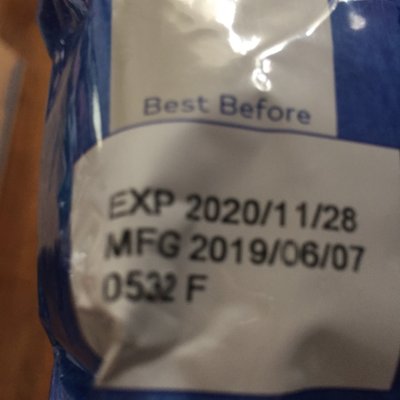 Best Before
EXP 2020/11/28
MFG 2019/06/07
0532 F